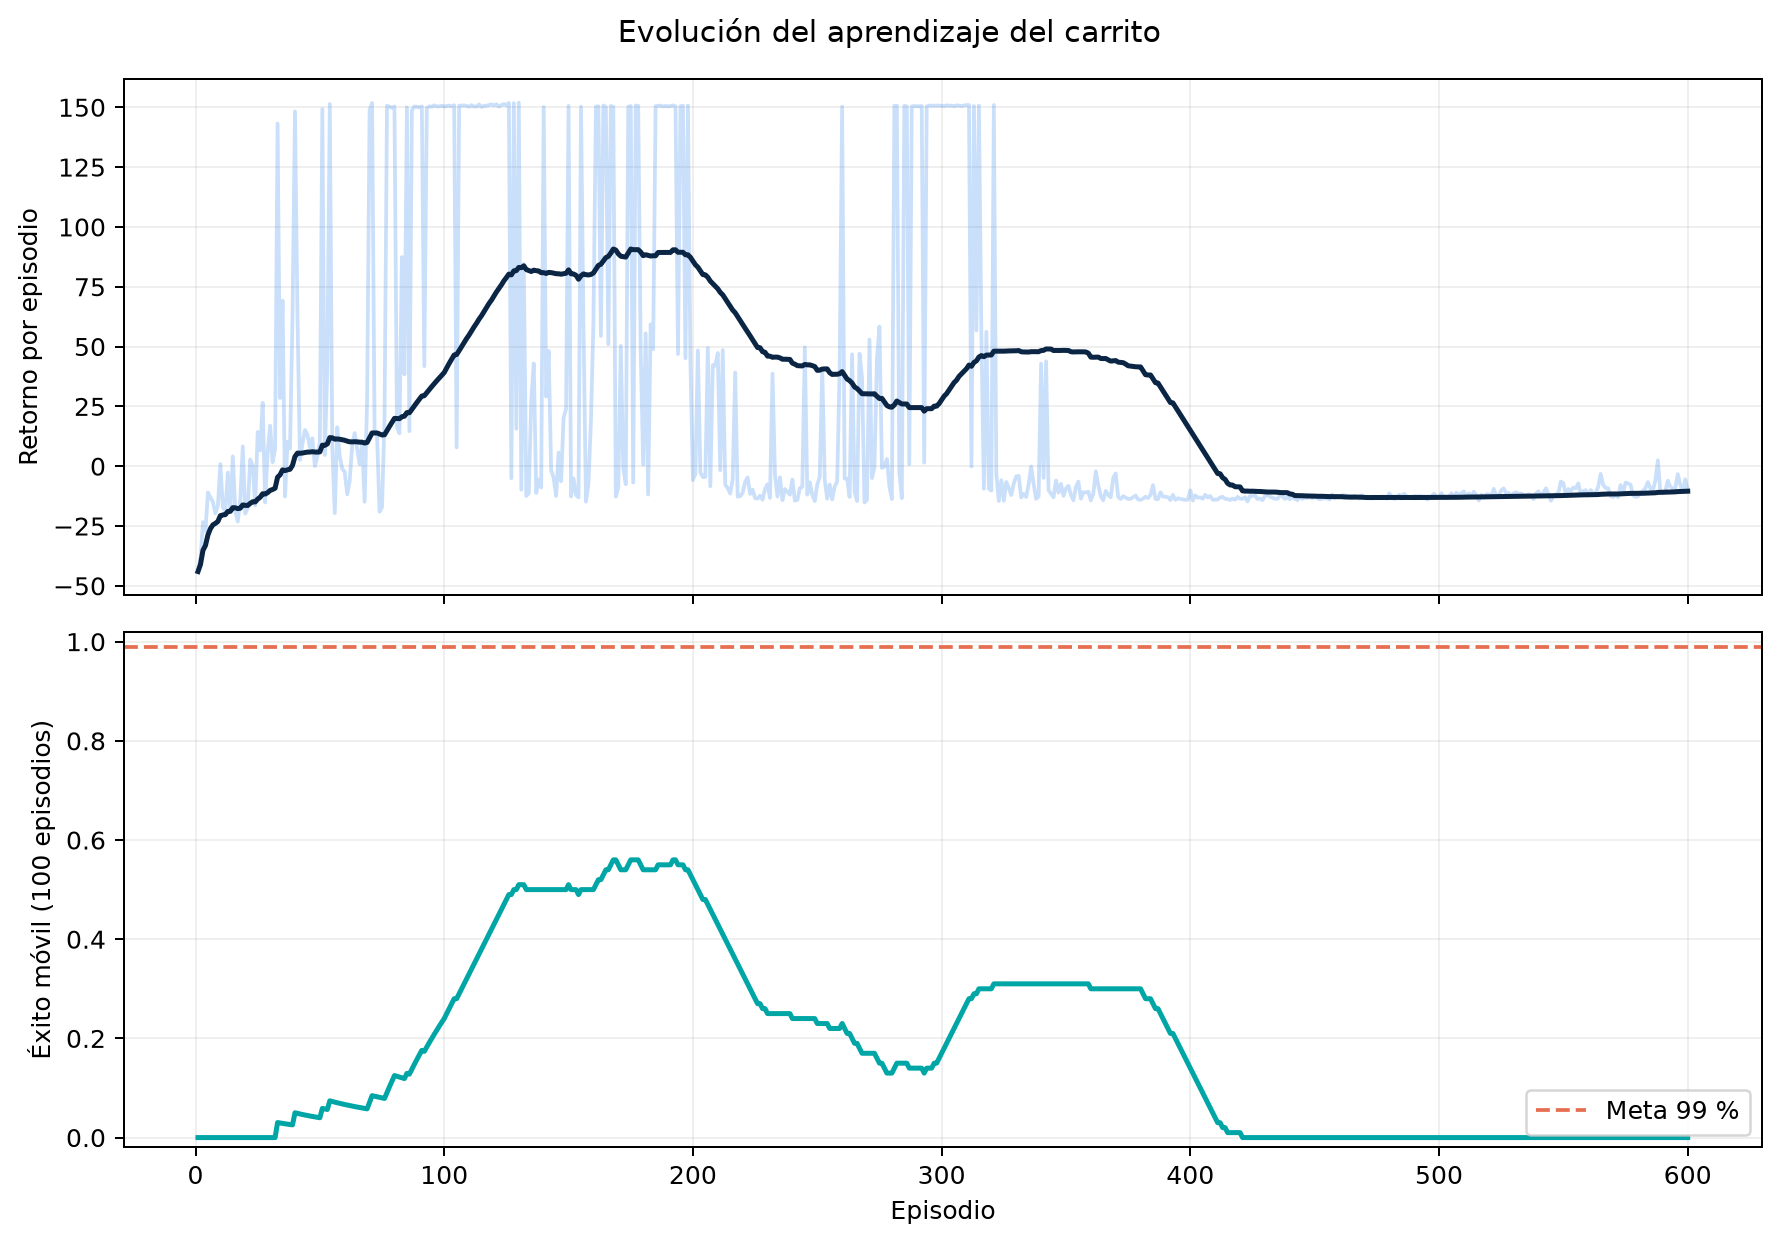 Evolución del aprendizaje del carrito
Retorno por episodio
150
125
100
75
50
25
0
−25
−50
Éxito móvil (100 episodios)
1.0
0.8
0.6
0.4
0.2
0.0
Meta 99 %
0 100 200 300 400 500 600
Episodio